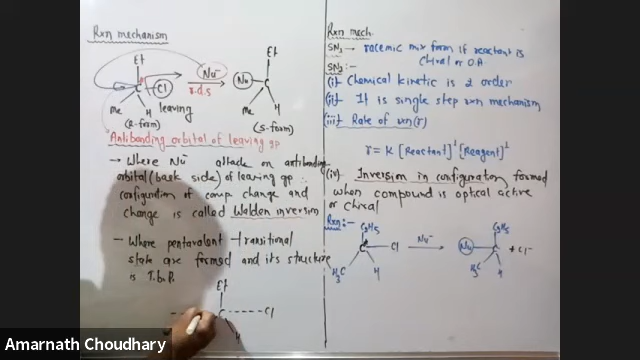 Rxn mechanism
Et
C
Cl
Me
H
leaving
(R-form)
Nu⁻
r.d.s
Et
Nu
C
Me
H
(S-form)
Antibonding orbital of leaving gp
→ Where Nu⁻ attack on antibonding
orbital (back side) of leaving gp ∴
configuration of comp change and
change is called Walden inversion
- Where pentavalent transitional
state are formed and its structure
is T.b.p.
Et
C
Cl
H
Rxn mech.
SN1 → racemic mix form if reactant is
chiral or O.A.
SN2:-
(i) Chemical kinetic is 2 order
(ii) It is single step rxn mechanism
(iii) Rate of rxn (r)
r = K [Reactant]¹ [Reagent]¹
(iv) Inversion in configuration formed
when compound is optical active
or chiral
Rxn:-
C₂H₅
C
Cl
H₃C
H
Nu⁻
C₂H₅
Nu
C
H₃C
H
+ Cl⁻
Amarnath Choudhary